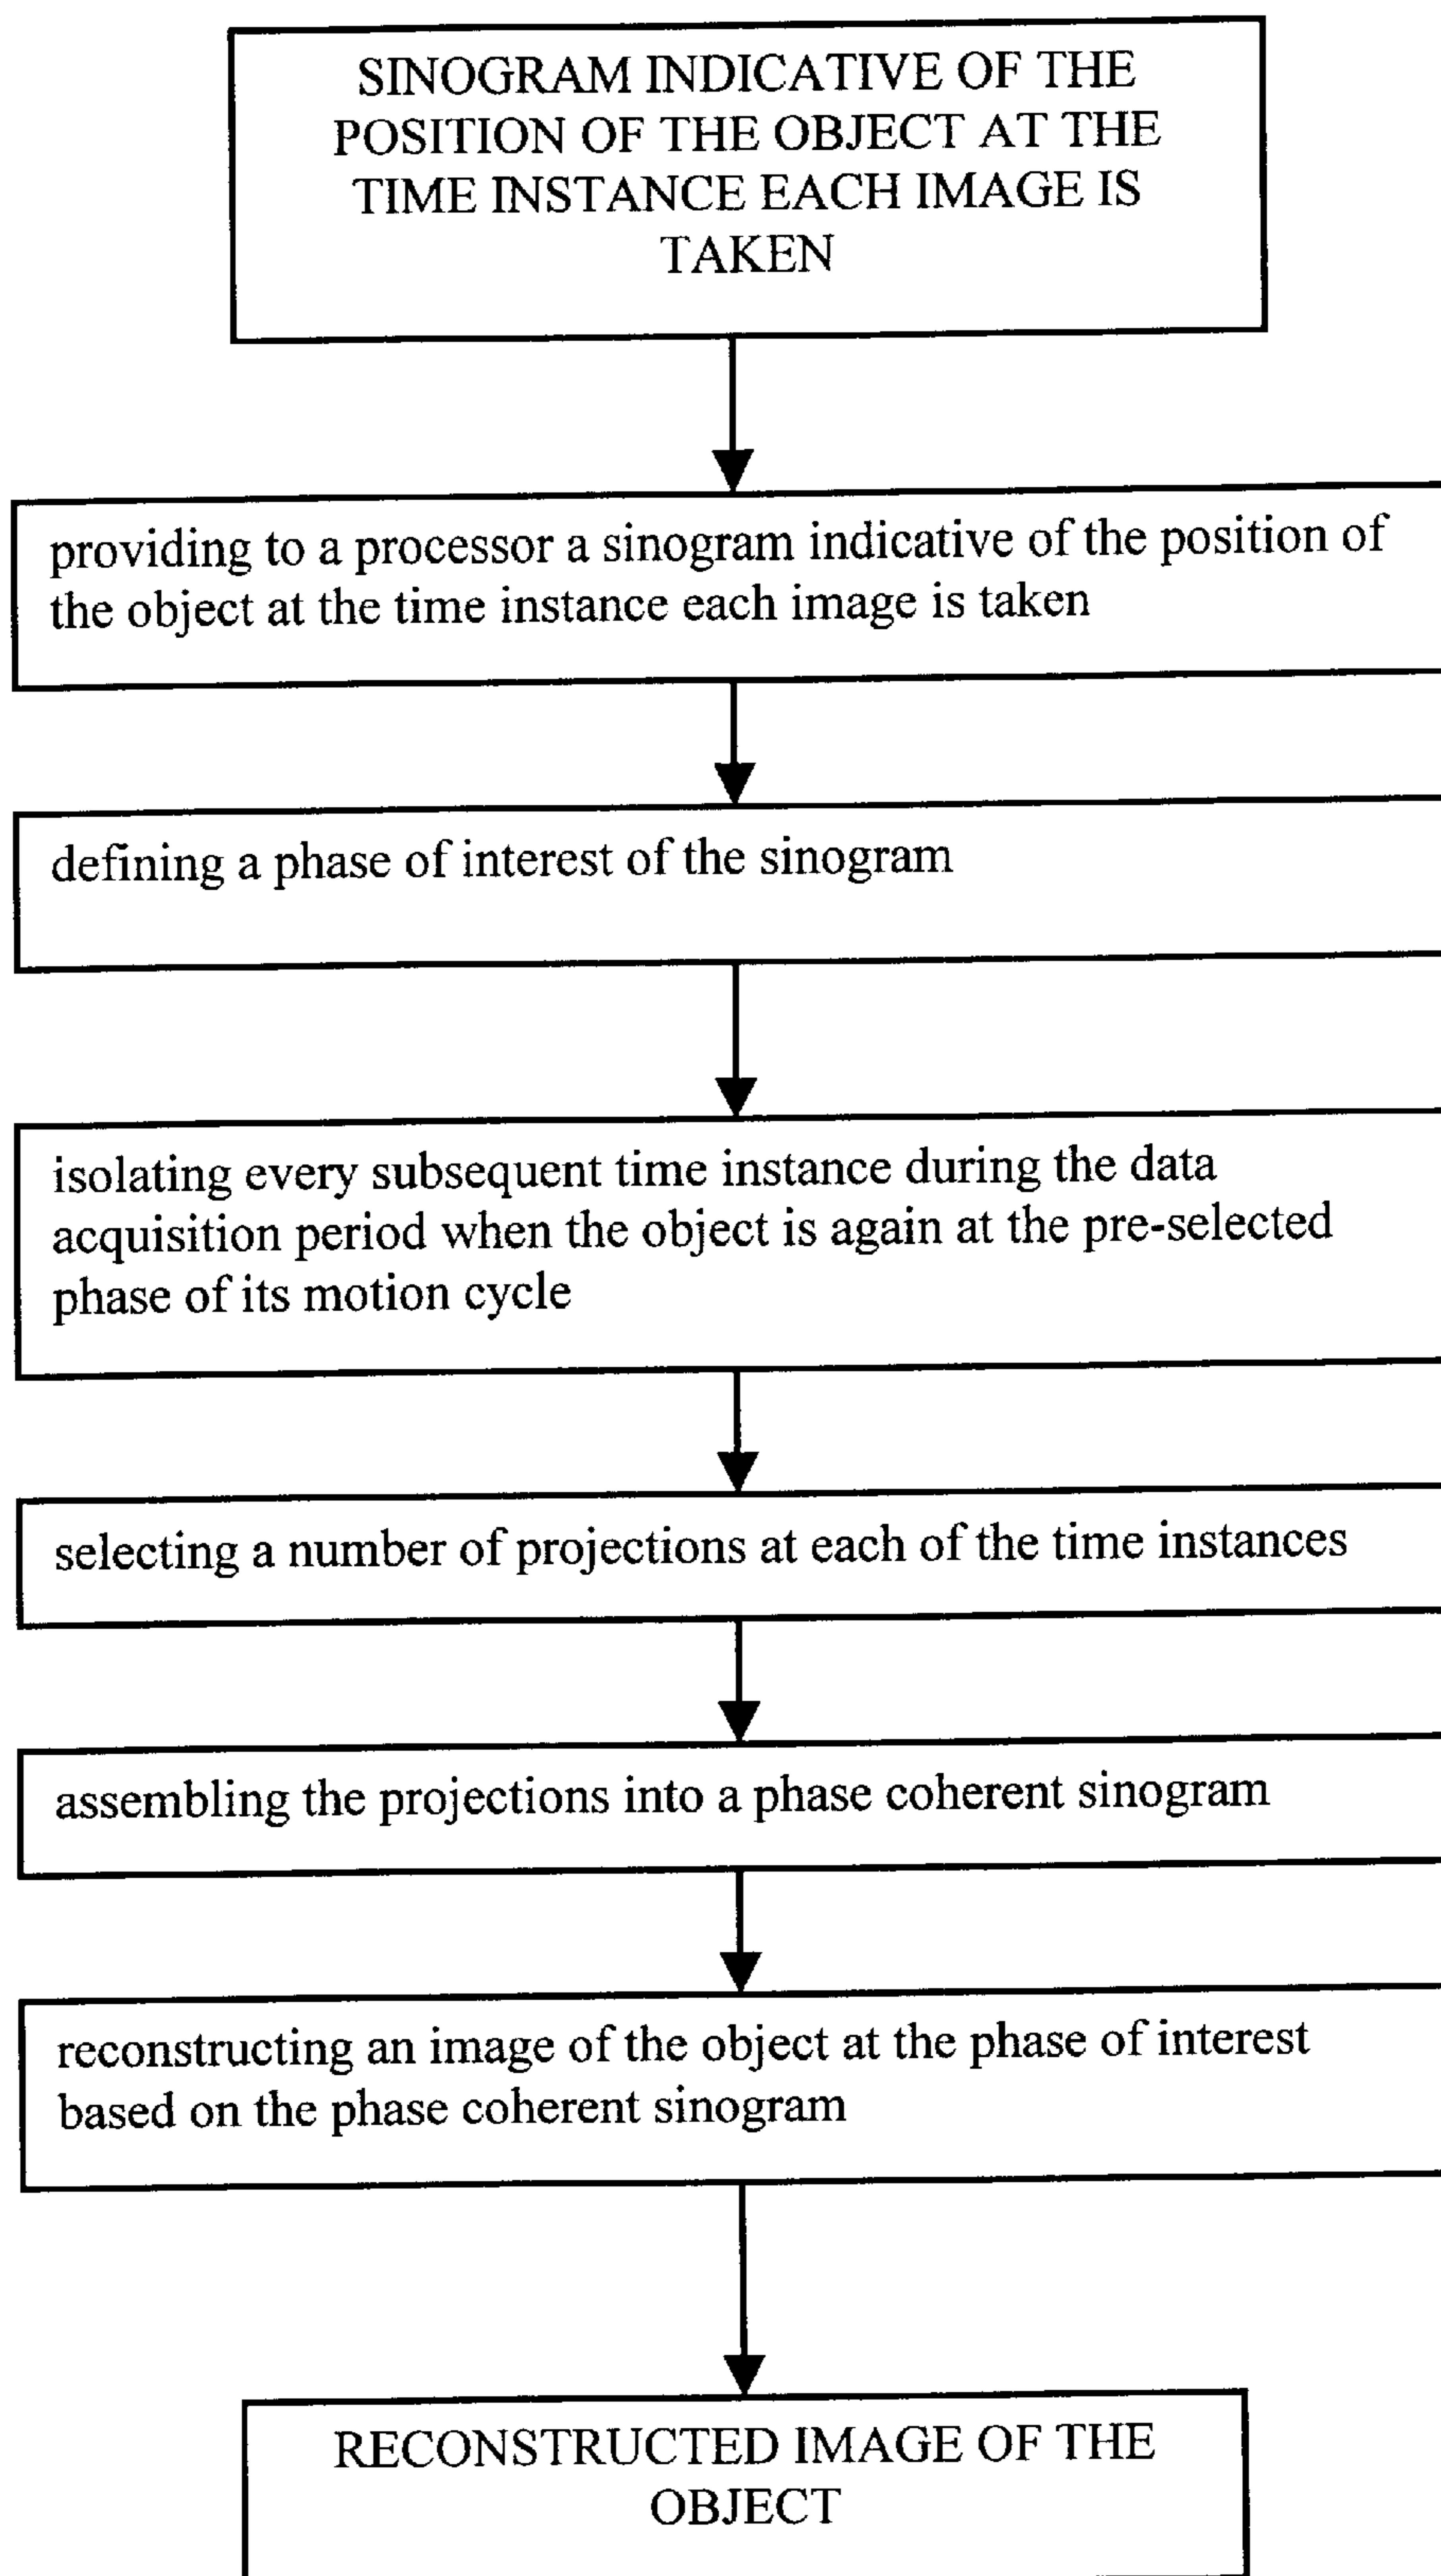 SINOGRAM INDICATIVE OF THE
POSITION OF THE OBJECT AT THE
TIME INSTANCE EACH IMAGE IS
TAKEN
providing to a processor a sinogram indicative of the position of
the object at the time instance each image is taken
defining a phase of interest of the sinogram
isolating every subsequent time instance during the data
acquisition period when the object is again at the pre-selected
phase of its motion cycle
selecting a number of projections at each of the time instances
assembling the projections into a phase coherent sinogram
reconstructing an image of the object at the phase of interest
based on the phase coherent sinogram
RECONSTRUCTED IMAGE OF THE
OBJECT